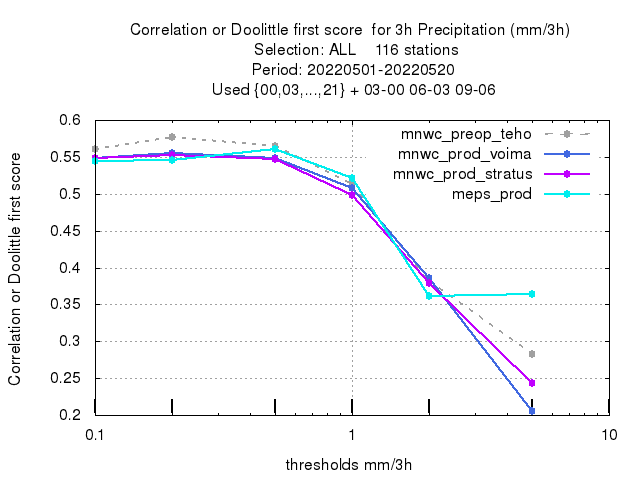 Correlation or Doolittle first score  for 3h Precipitation (mm/3h)
Selection: ALL    116 stations
Period: 20220501-20220520
Used {00,03,...,21} + 03-00 06-03 09-06
mnwc_preop_teho
mnwc_prod_voima
mnwc_prod_stratus
meps_prod
Correlation or Doolittle first score
0.6
0.55
0.5
0.45
0.4
0.35
0.3
0.25
0.2
0.1
1
10
thresholds mm/3h